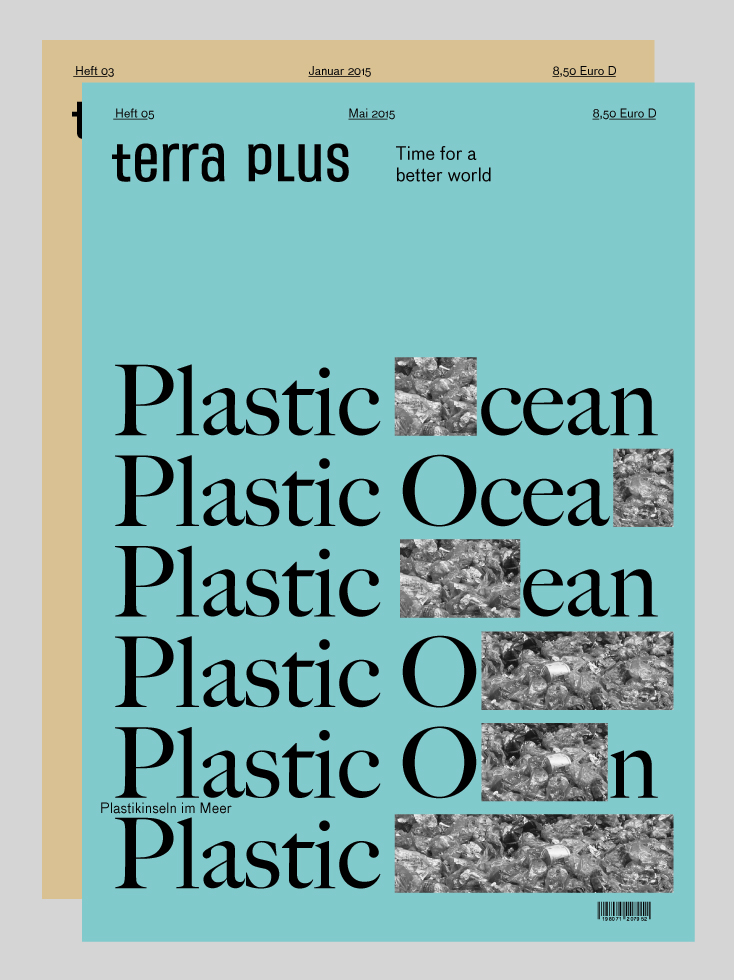 Heft 03 Januar 2015 8,50 Euro D
t
Heft 05 Mai 2015 8,50 Euro D
terra plus
Time for a
better world
Plastic cean
Plastic Ocea
Plastic ean
Plastic O
Plastic O n
Plastikinseln im Meer
Plastic